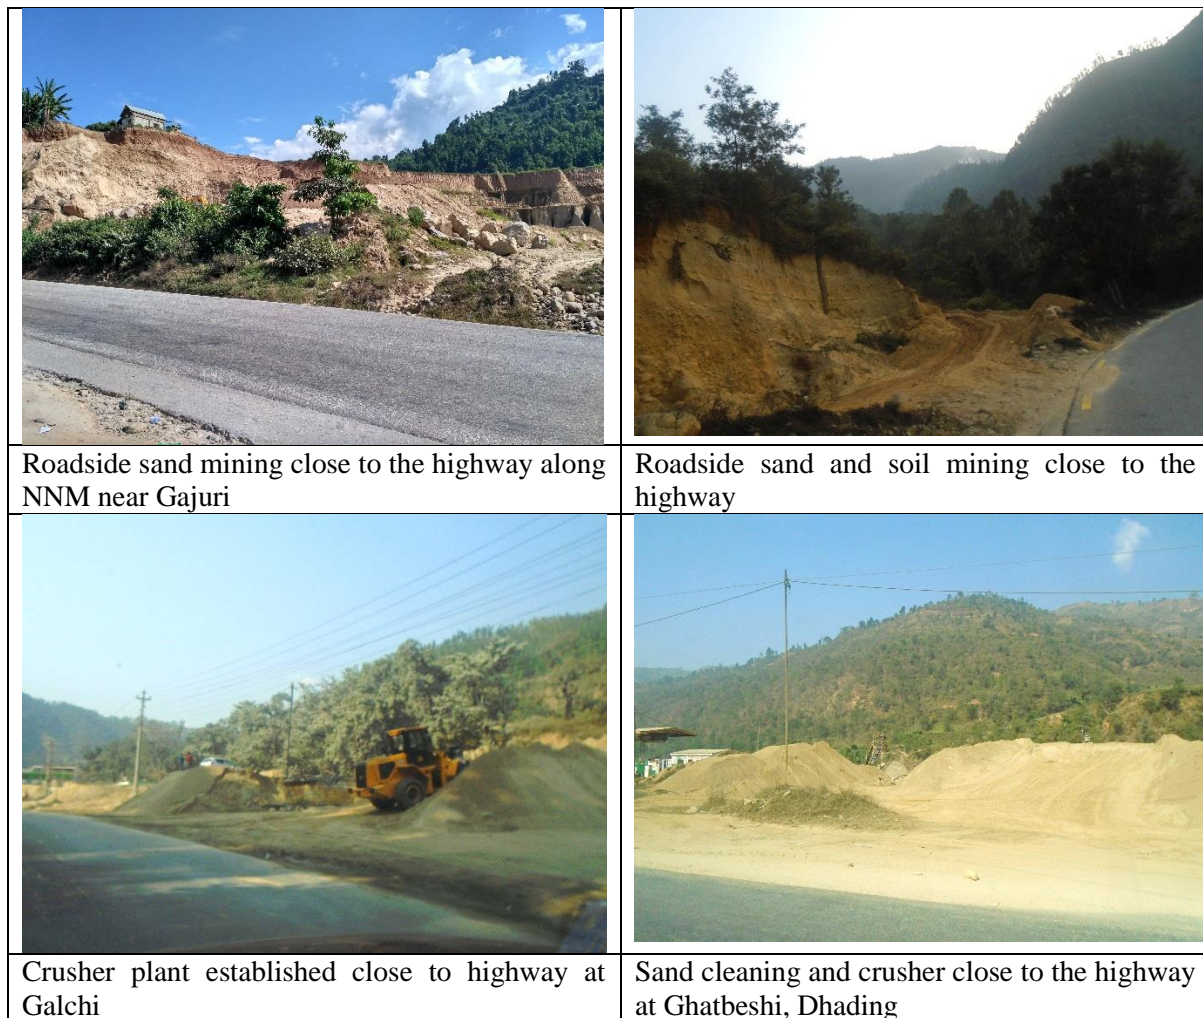 Roadside sand mining close to the highway along
NNM near Gajuri
Roadside sand and soil mining close to the
highway
Crusher plant established close to highway at
Galchi
Sand cleaning and crusher close to the highway
at Ghatbeshi, Dhading